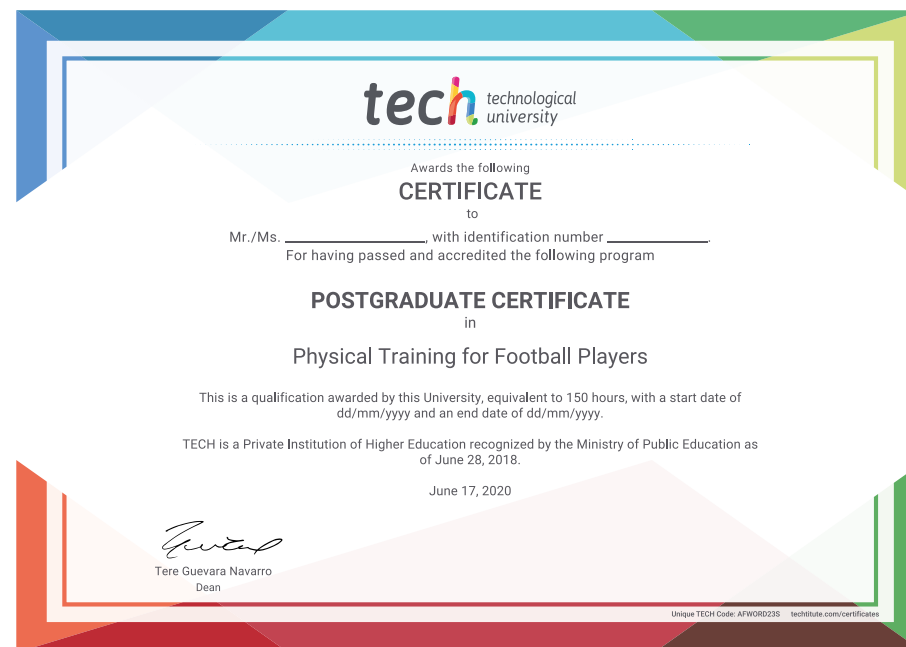 tech technological
university
Awards the following
CERTIFICATE
to
Mr./Ms. ____________________, with identification number ______________.
For having passed and accredited the following program
POSTGRADUATE CERTIFICATE
in
Physical Training for Football Players
This is a qualification awarded by this University, equivalent to 150 hours, with a start date of
dd/mm/yyyy and an end date of dd/mm/yyyy.
TECH is a Private Institution of Higher Education recognized by the Ministry of Public Education as
of June 28, 2018.
June 17, 2020
Tere Guevara Navarro
Dean
Unique TECH Code: AFWORD23S techtitute.com/certificates